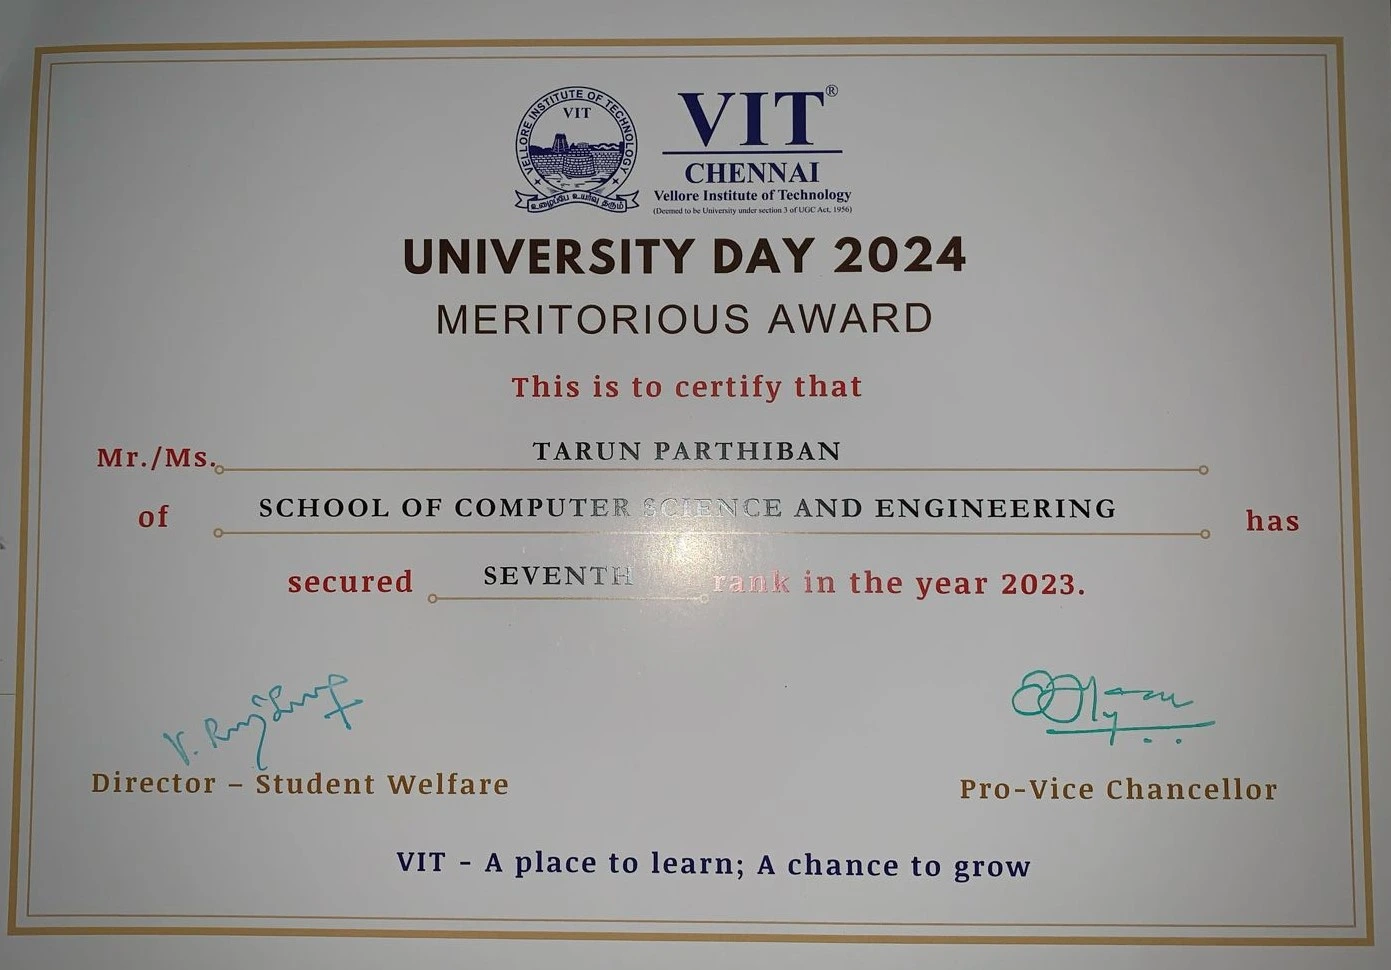 VELLORE INSTITUTE OF TECHNOLOGY
VIT
உழைப்பே உயர்வு தரும்
VIT®
CHENNAI
Vellore Institute of Technology
(Deemed to be University under section 3 of UGC Act, 1956)
UNIVERSITY DAY 2024
MERITORIOUS AWARD
This is to certify that
Mr./Ms. TARUN PARTHIBAN
of SCHOOL OF COMPUTER SCIENCE AND ENGINEERING has
secured SEVENTH rank in the year 2023.
Director – Student Welfare
Pro-Vice Chancellor
VIT - A place to learn; A chance to grow